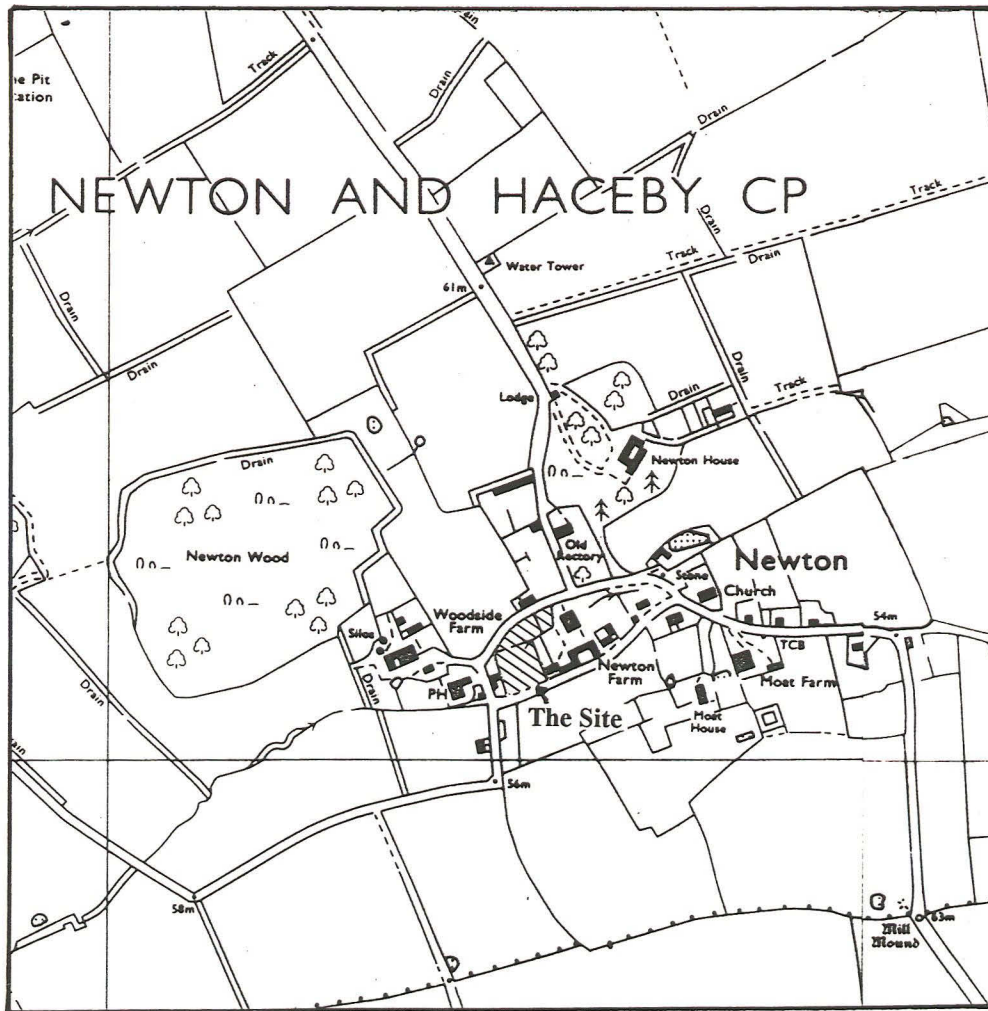 Drain
Track
Drain
Pit
Drain
NEWTON AND HACEBY CP
Track
Drain
Water Tower
Track
Drain
61m
Drain
Drain
Drain
Drain
Track
Lodge
Newton House
Drain
Newton Wood
Old
Rectory
Newton
Stone
Church
Woodside
Farm
54m
Silos
TCB
Newton
Farm
Moat Farm
PH
Drain
Moat
House
The Site
Drain
56m
58m
Mill
Mound
63m